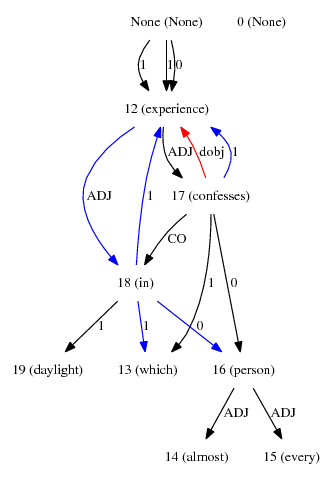 None (None) 0 (None)
1 1 0
12 (experience)
ADJ ADJ 1 dobj 1
17 (confesses)
CO
18 (in)
1 1 0 1 0
19 (daylight) 13 (which) 16 (person)
ADJ ADJ
14 (almost) 15 (every)